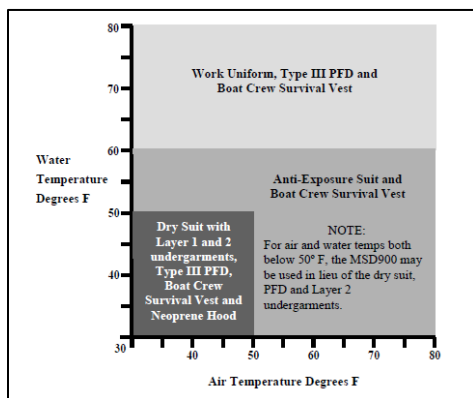 80
70
60
50
40
30
Water
Temperature
Degrees F
Work Uniform, Type III PFD and
Boat Crew Survival Vest
Anti-Exposure Suit and
Boat Crew Survival Vest
NOTE:
For air and water temps both
below 50º F, the MSD900 may
be used in lieu of the dry suit,
PFD and Layer 2
undergarments.
Dry Suit with
Layer 1 and 2
undergarments,
Type III PFD,
Boat Crew
Survival Vest and
Neoprene Hood
40 50 60 70 80
Air Temperature Degrees F